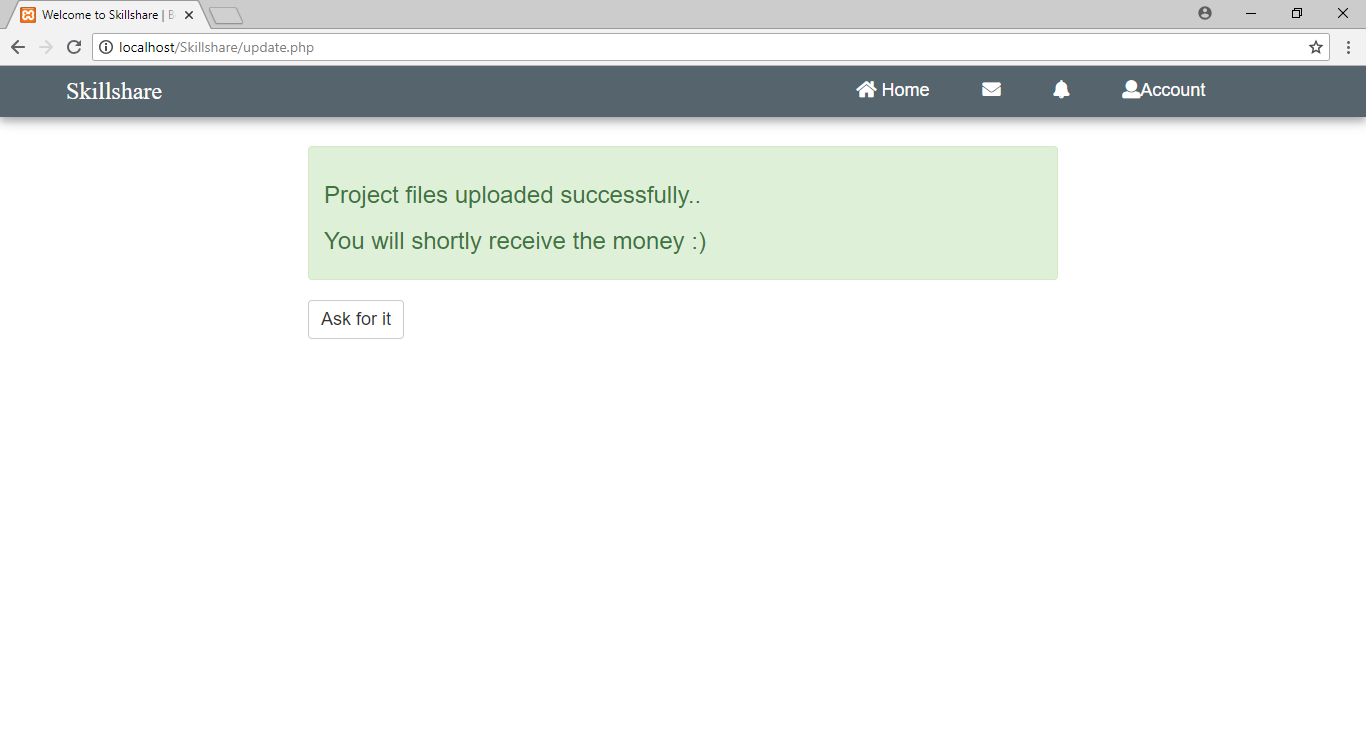 Welcome to Skillshare | B
localhost/Skillshare/update.php
Skillshare
Home
Account
Project files uploaded successfully..
You will shortly receive the money :)
Ask for it